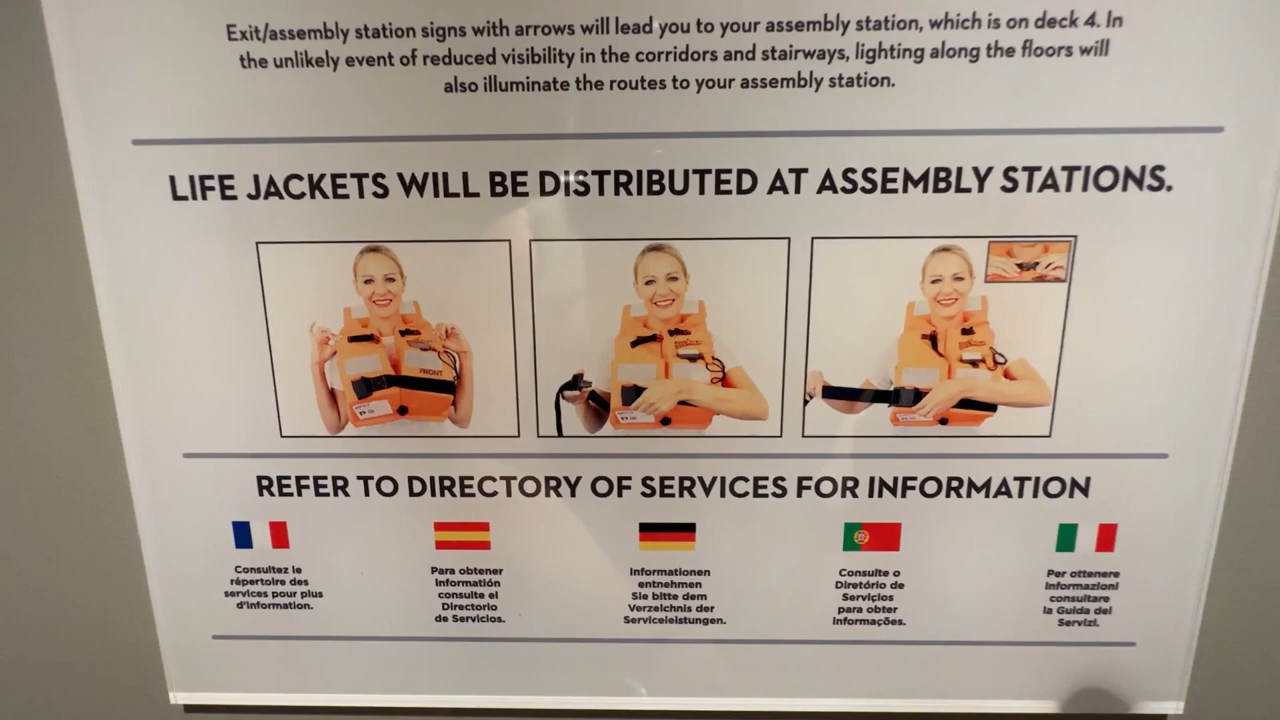 Exit/assembly station signs with arrows will lead you to your assembly station, which is on deck 4. In
the unlikely event of reduced visibility in the corridors and stairways, lighting along the floors will
also illuminate the routes to your assembly station.
LIFE JACKETS WILL BE DISTRIBUTED AT ASSEMBLY STATIONS.
FRONT
REFER TO DIRECTORY OF SERVICES FOR INFORMATION
Consultez le
répertoire des
services pour plus
d'information.
Para obtener
información
consulte el
Directorio
de Servicios.
Informationen
entnehmen
Sie bitte dem
Verzeichnis der
Serviceleistungen.
Consulte o
Diretório de
Serviçios
para obter
informações.
Per ottenere
informazioni
consultare
la Guida dei
Servizi.